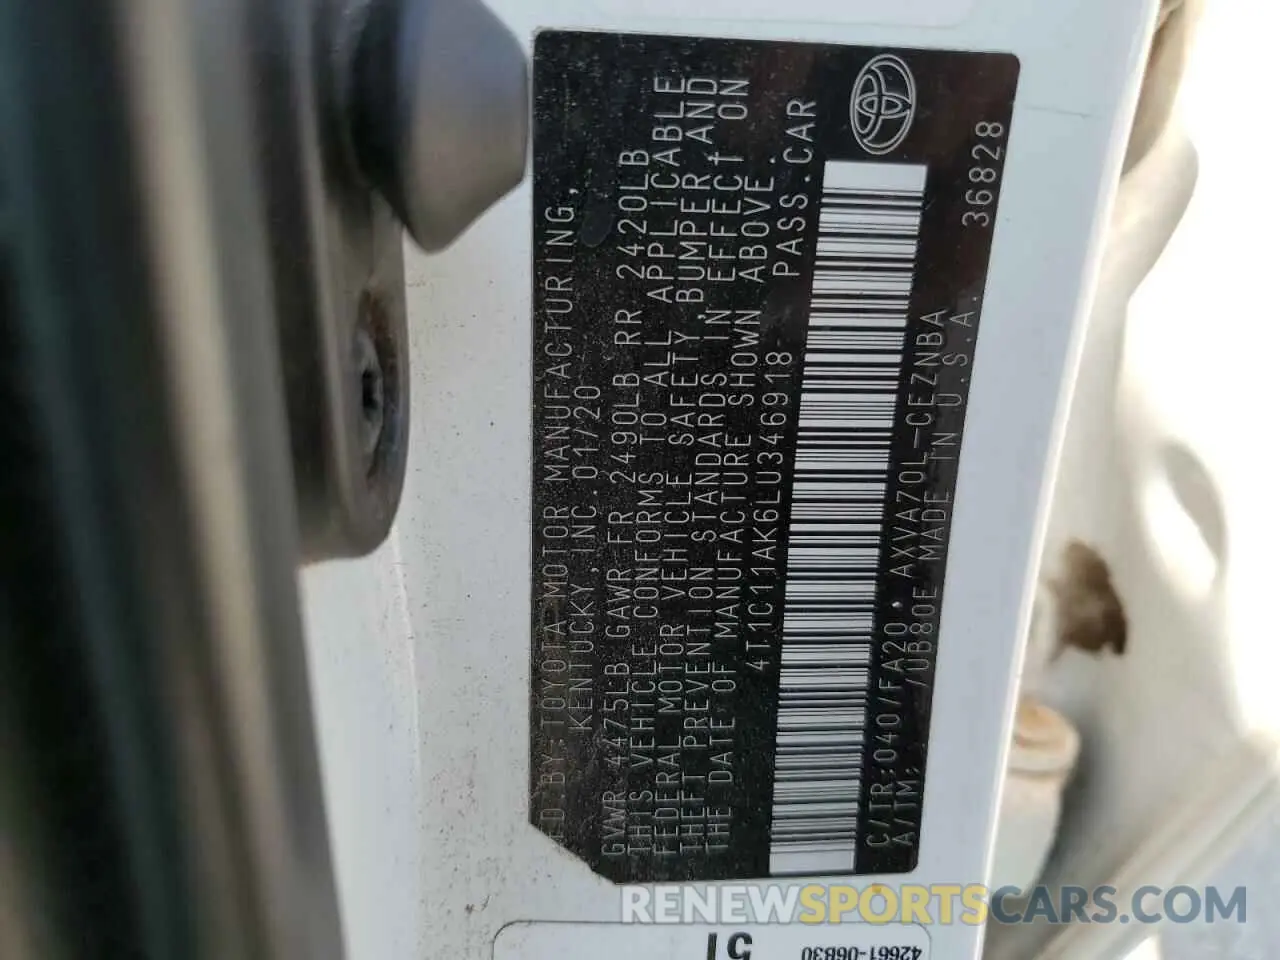 FD BY: TOYOTA MOTOR MANUFACTURING,
KENTUCKY, INC. 01/20
GVWR 4475LB GAWR FR 2490LB RR 2420LB
THIS VEHICLE CONFORMS TO ALL APPLICABLE
FEDERAL MOTOR VEHICLE SAFETY, BUMPER, AND
THEFT PREVENTION STANDARDS IN EFFECT ON
THE DATE OF MANUFACTURE SHOWN ABOVE.
4T1C11AK6LU346918 PASS.CAR
C/TR:040/FA20 AXVA70L-CEZNBA
A/TM: /UB80E MADE IN U.S.A. 36828
42661-06B30
51
RENEWSPORTSCARS.COM